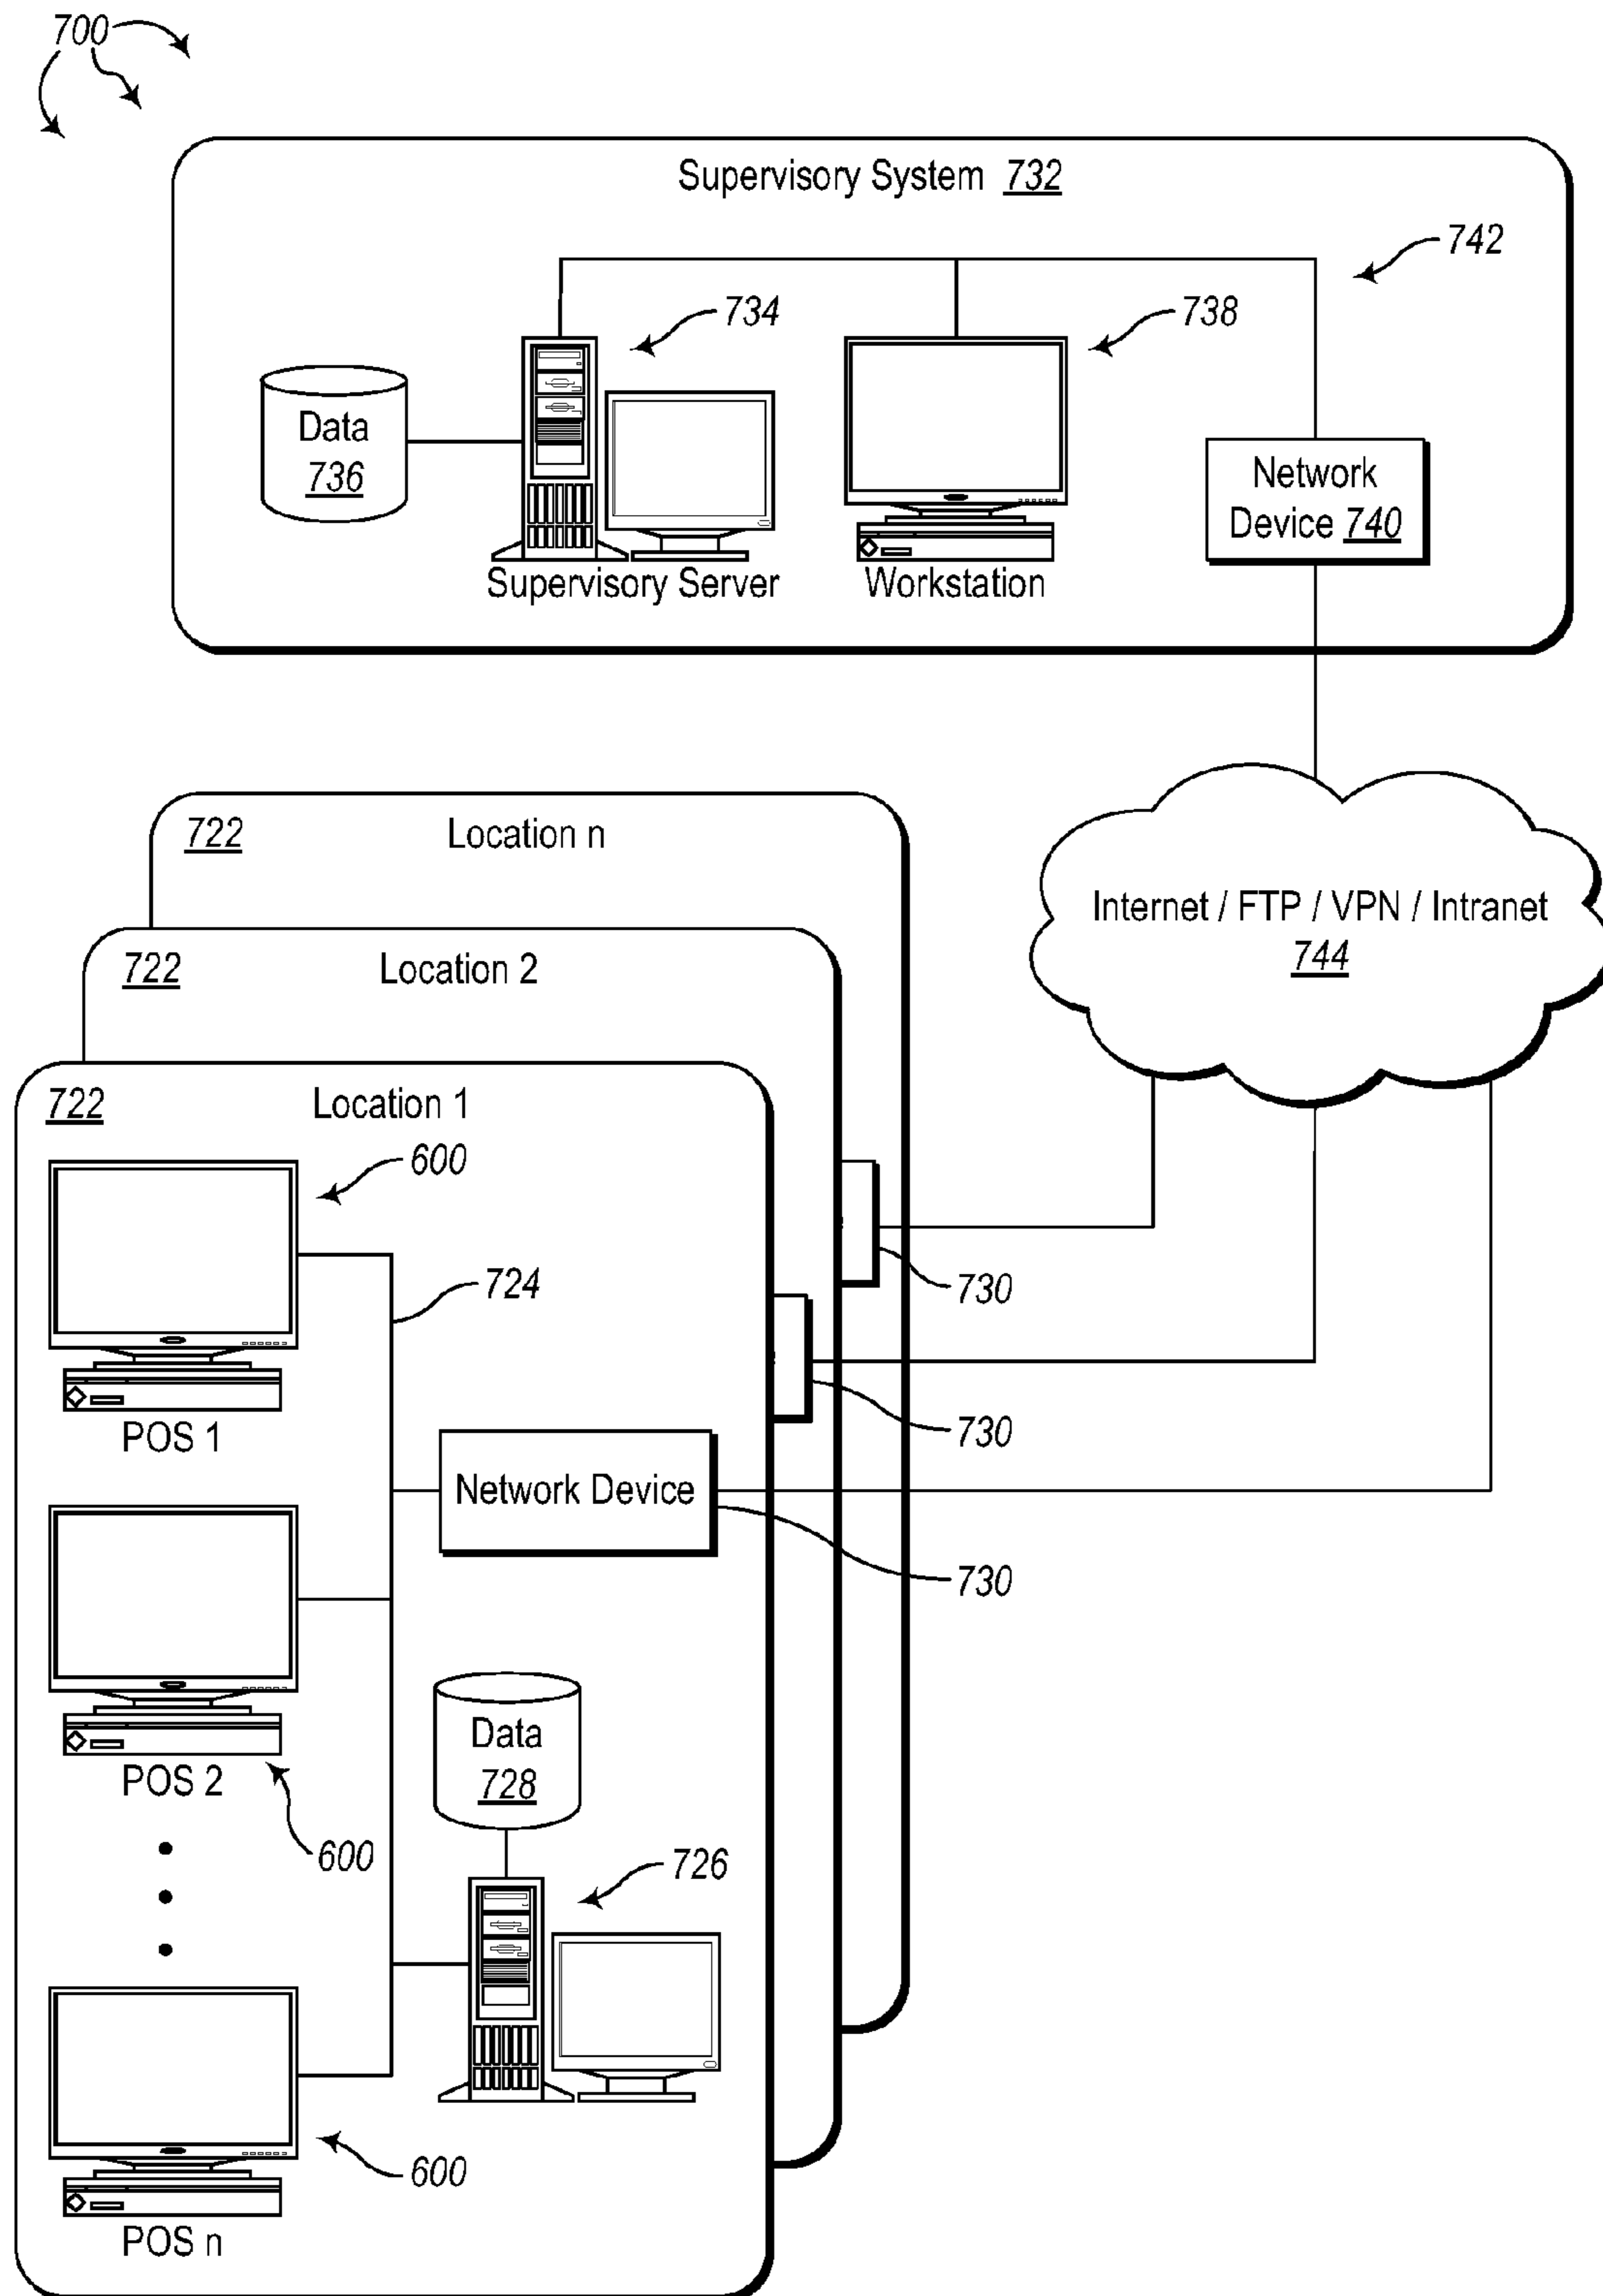 700
Supervisory System 732
742
734
738
Data
736
Network
Device 740
Supervisory Server
Workstation
722 Location n
Internet / FTP / VPN / Intranet
744
722 Location 2
722 Location 1
600
724
730
POS 1
730
Network Device
730
Data
728
POS 2
600
726
600
POS n